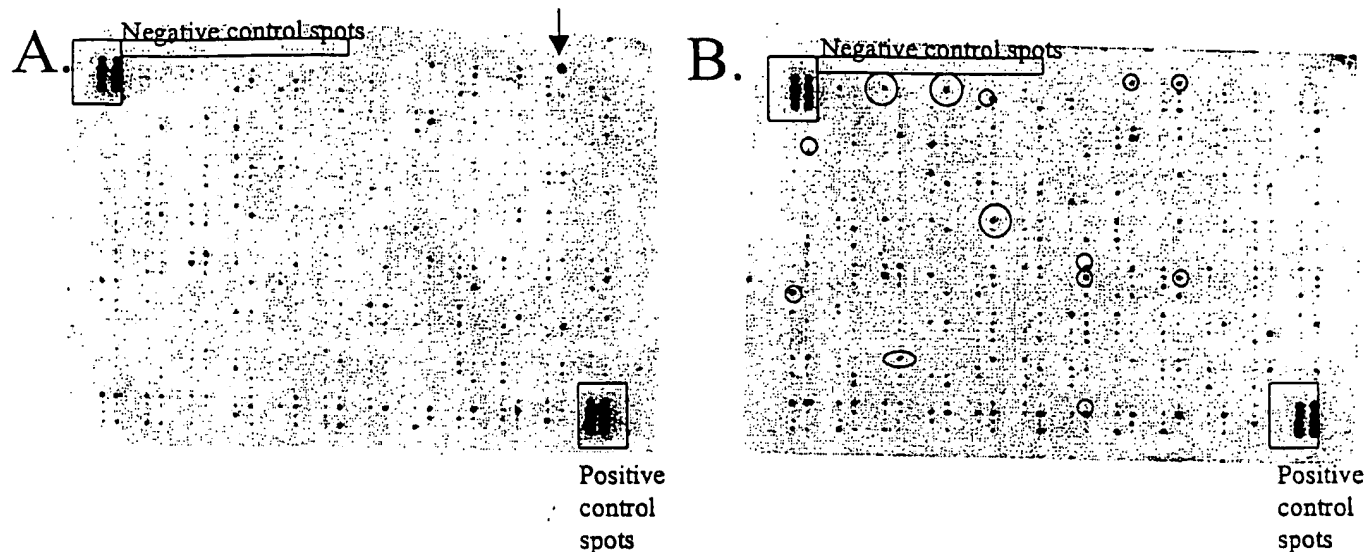 A.
Negative control spots
Positive
control
spots
B.
Negative control spots
Positive
control
spots